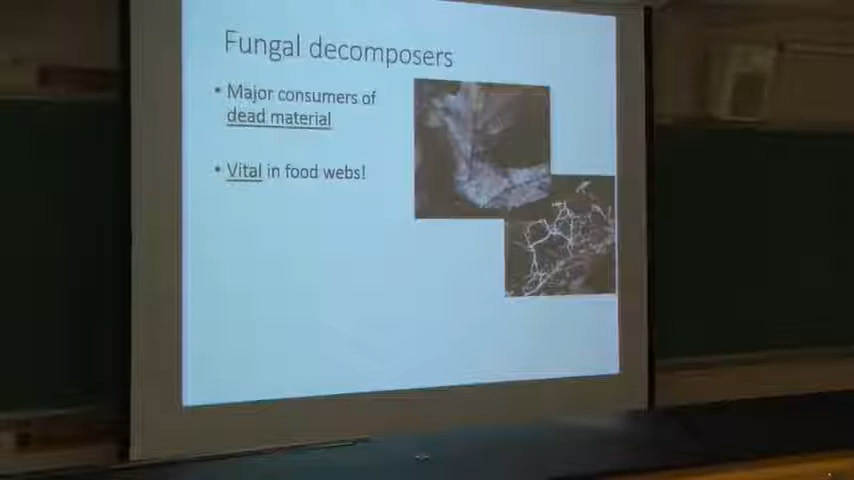 Fungal decomposers
• Major consumers of
dead material
• Vital in food webs!